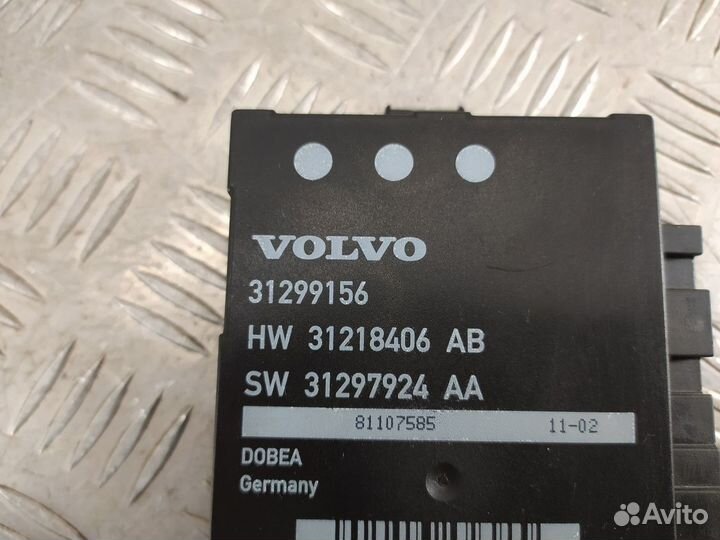 VOLVO
31299156
HW 31218406 AB
SW 31297924 AA
81107585 11-02
DOBEA
Germany
Avito